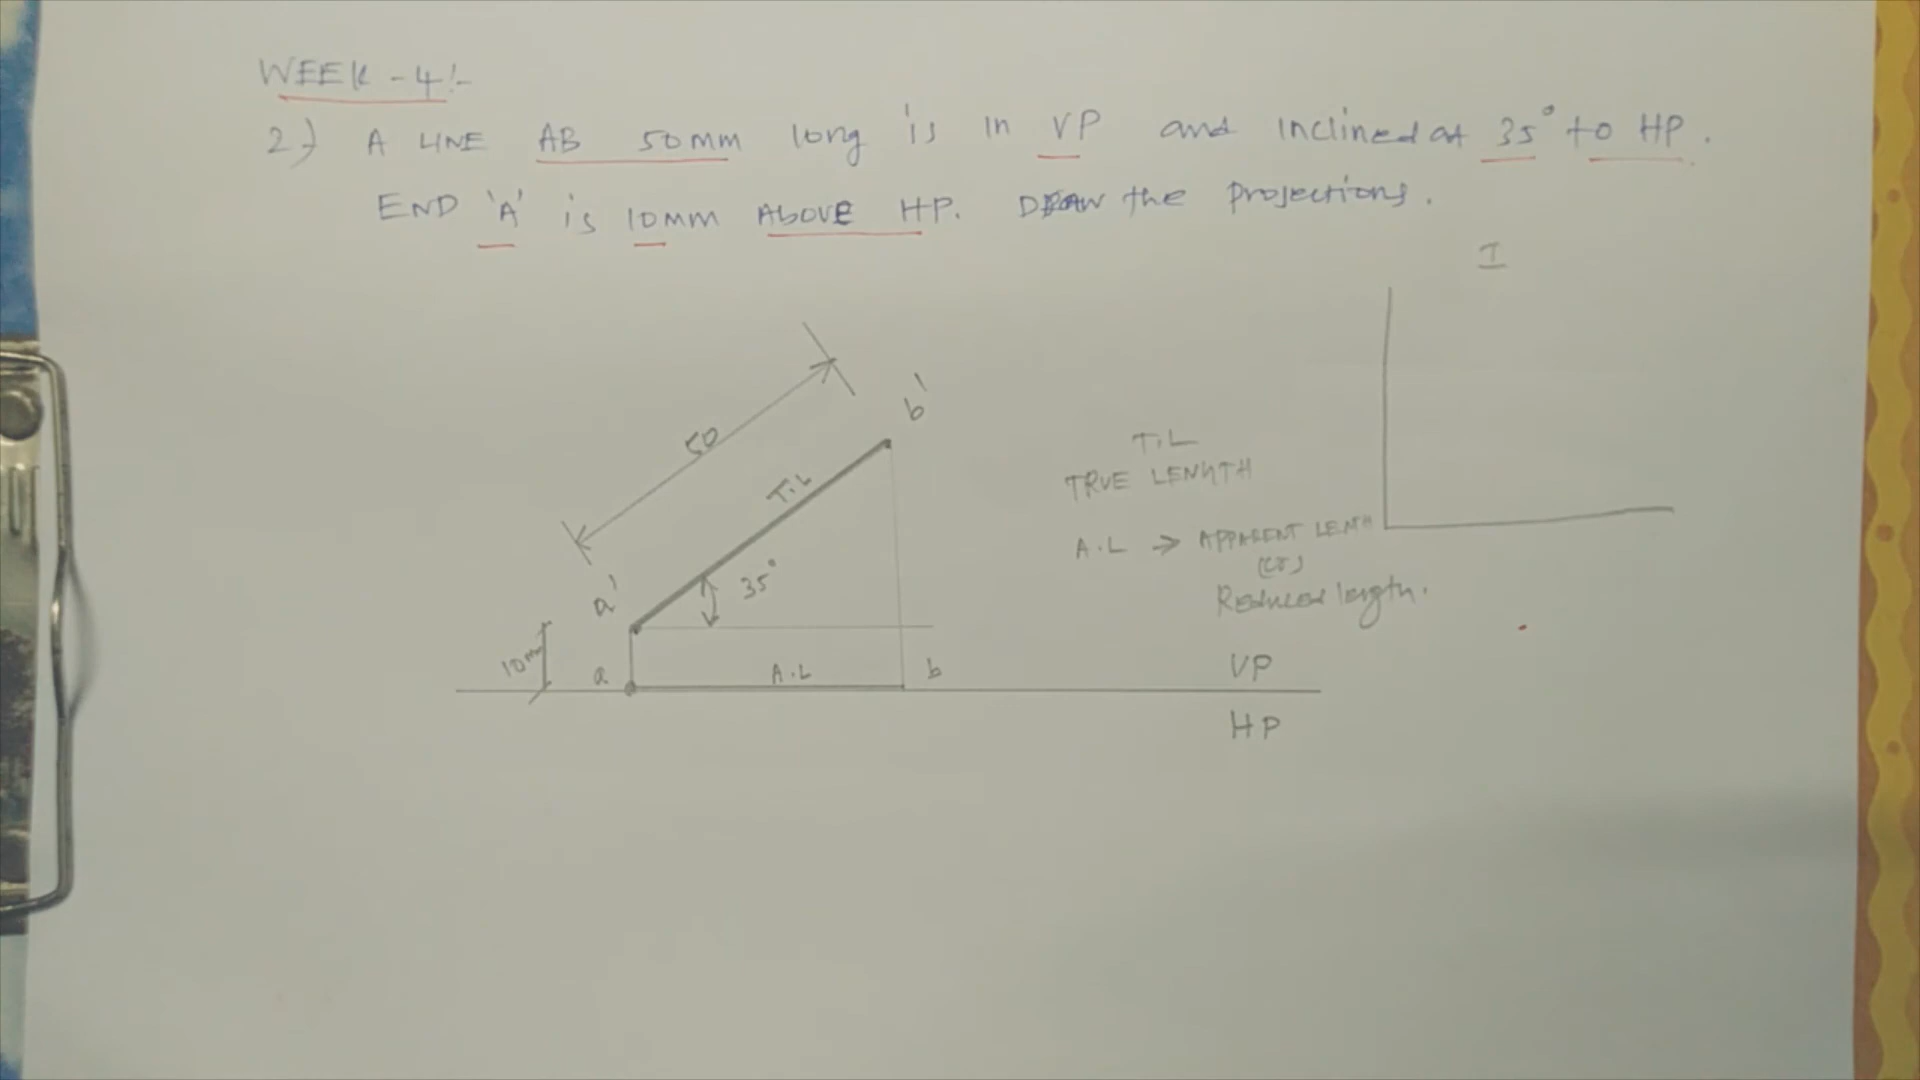 WEEK-4:-
2) A LINE AB 50mm long is in VP and inclined at 35° to HP.
END 'A' is 10mm ABOVE HP. DRAW the projections.
I
50
b'
T.L
T.L
TRUE LENGTH
A.L → APPARENT LENTH
(or)
Reduced length.
35°
a'
10mm
a
A.L
b
VP
HP